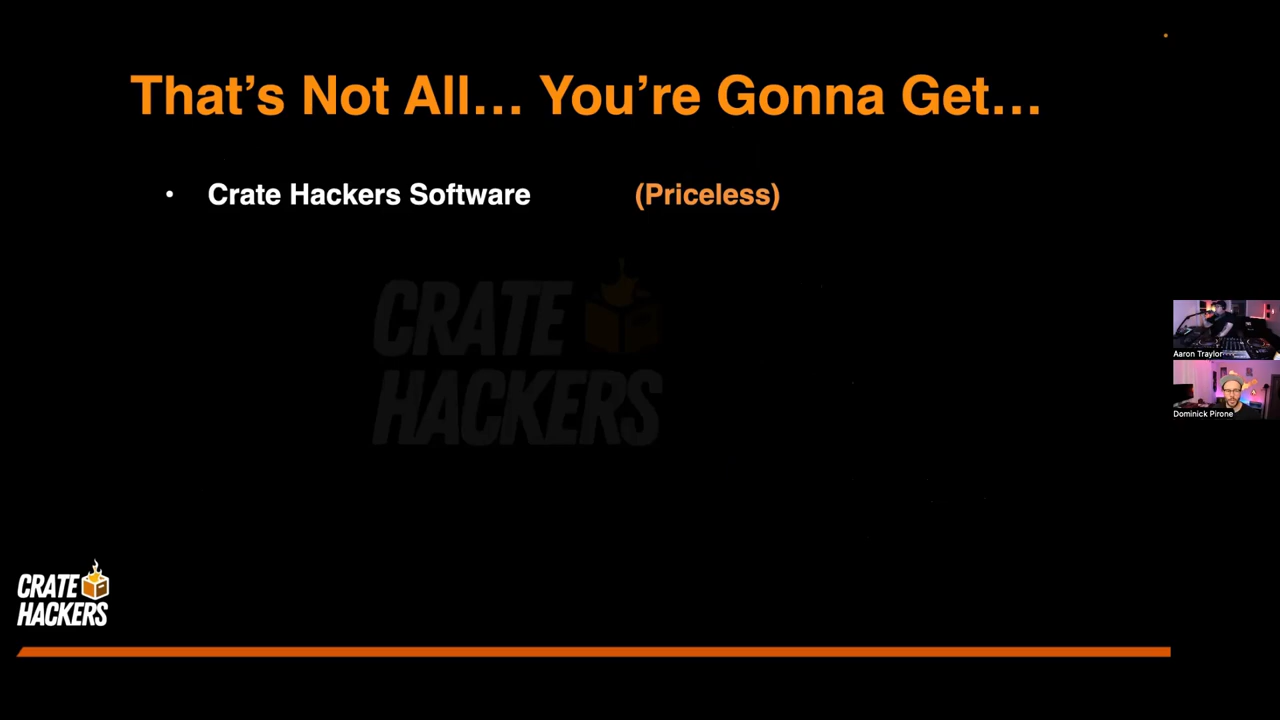 That's Not All... You're Gonna Get...
• Crate Hackers Software (Priceless)
CRATE
HACKERS
Aaron Traylor
Dominick Pirone
CRATE
HACKERS